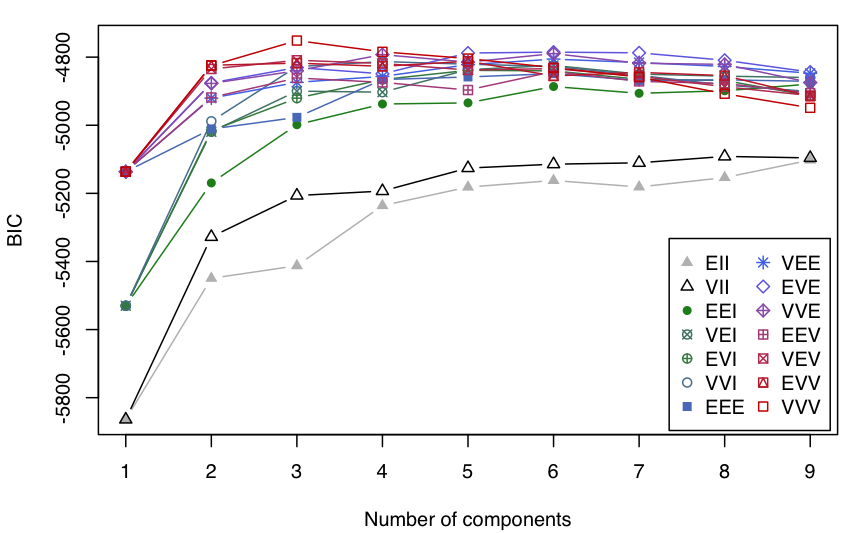 BIC
-4800
-5000
-5200
-5400
-5600
-5800
1 2 3 4 5 6 7 8 9
Number of components
EII VEE
VII EVE
EEI VVE
VEI EEV
EVI VEV
VVI EVV
EEE VVV